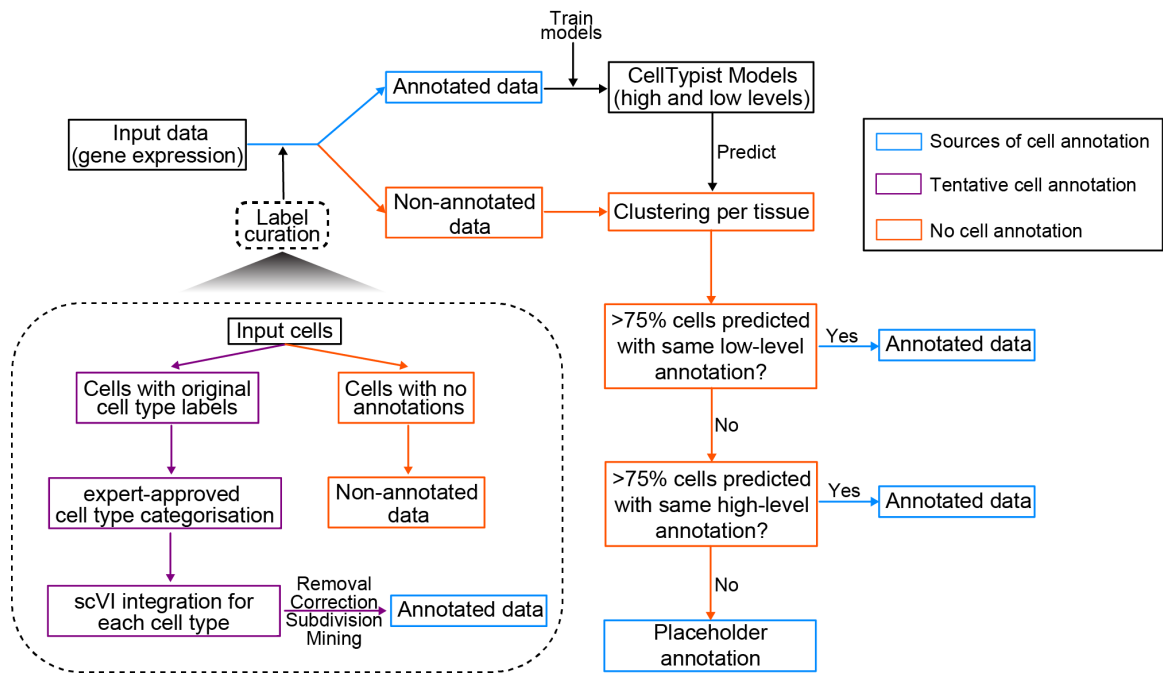 Train
models
Annotated data
CellTypist Models
(high and low levels)
Input data
(gene expression)
Predict
Label
curation
Non-annotated
data
Clustering per tissue
Sources of cell annotation
Tentative cell annotation
No cell annotation
Input cells
Cells with original
cell type labels
Cells with no
annotations
expert-approved
cell type categorisation
Non-annotated
data
scVI integration for
each cell type
Removal
Correction
Subdivision
Mining
Annotated data
>75% cells predicted
with same low-level
annotation?
Yes
Annotated data
No
>75% cells predicted
with same high-level
annotation?
Yes
Annotated data
No
Placeholder
annotation